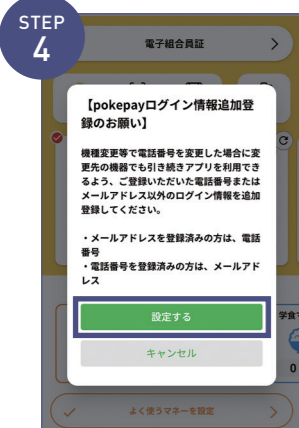 STEP
4
電子組合員証
【pokepayログイン情報追加登
録のお願い】
機種変更等で電話番号を変更した場合に変
更先の機器でも引き続きアプリを利用でき
るよう、ご登録いただいた電話番号または
メールアドレス以外のログイン情報を追加
登録してください。
・メールアドレスを登録済みの方は、電話
番号
・電話番号を登録済みの方は、メールアド
レス
設定する
学食
キャンセル
0
よく使うマネーを設定